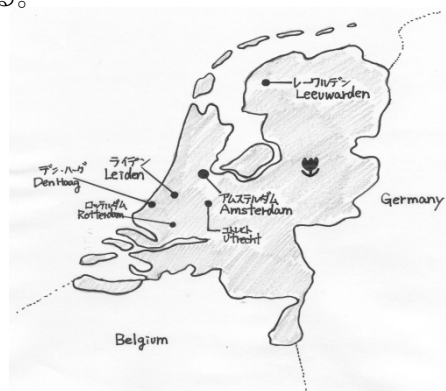 る。
レーワルデン
Leeuwarden
ライデン
Leiden
デン・ハーグ
Den Haag
ロッテルダム
Rotterdam
アムステルダム
Amsterdam
ユトレヒト
Utrecht
Germany
Belgium